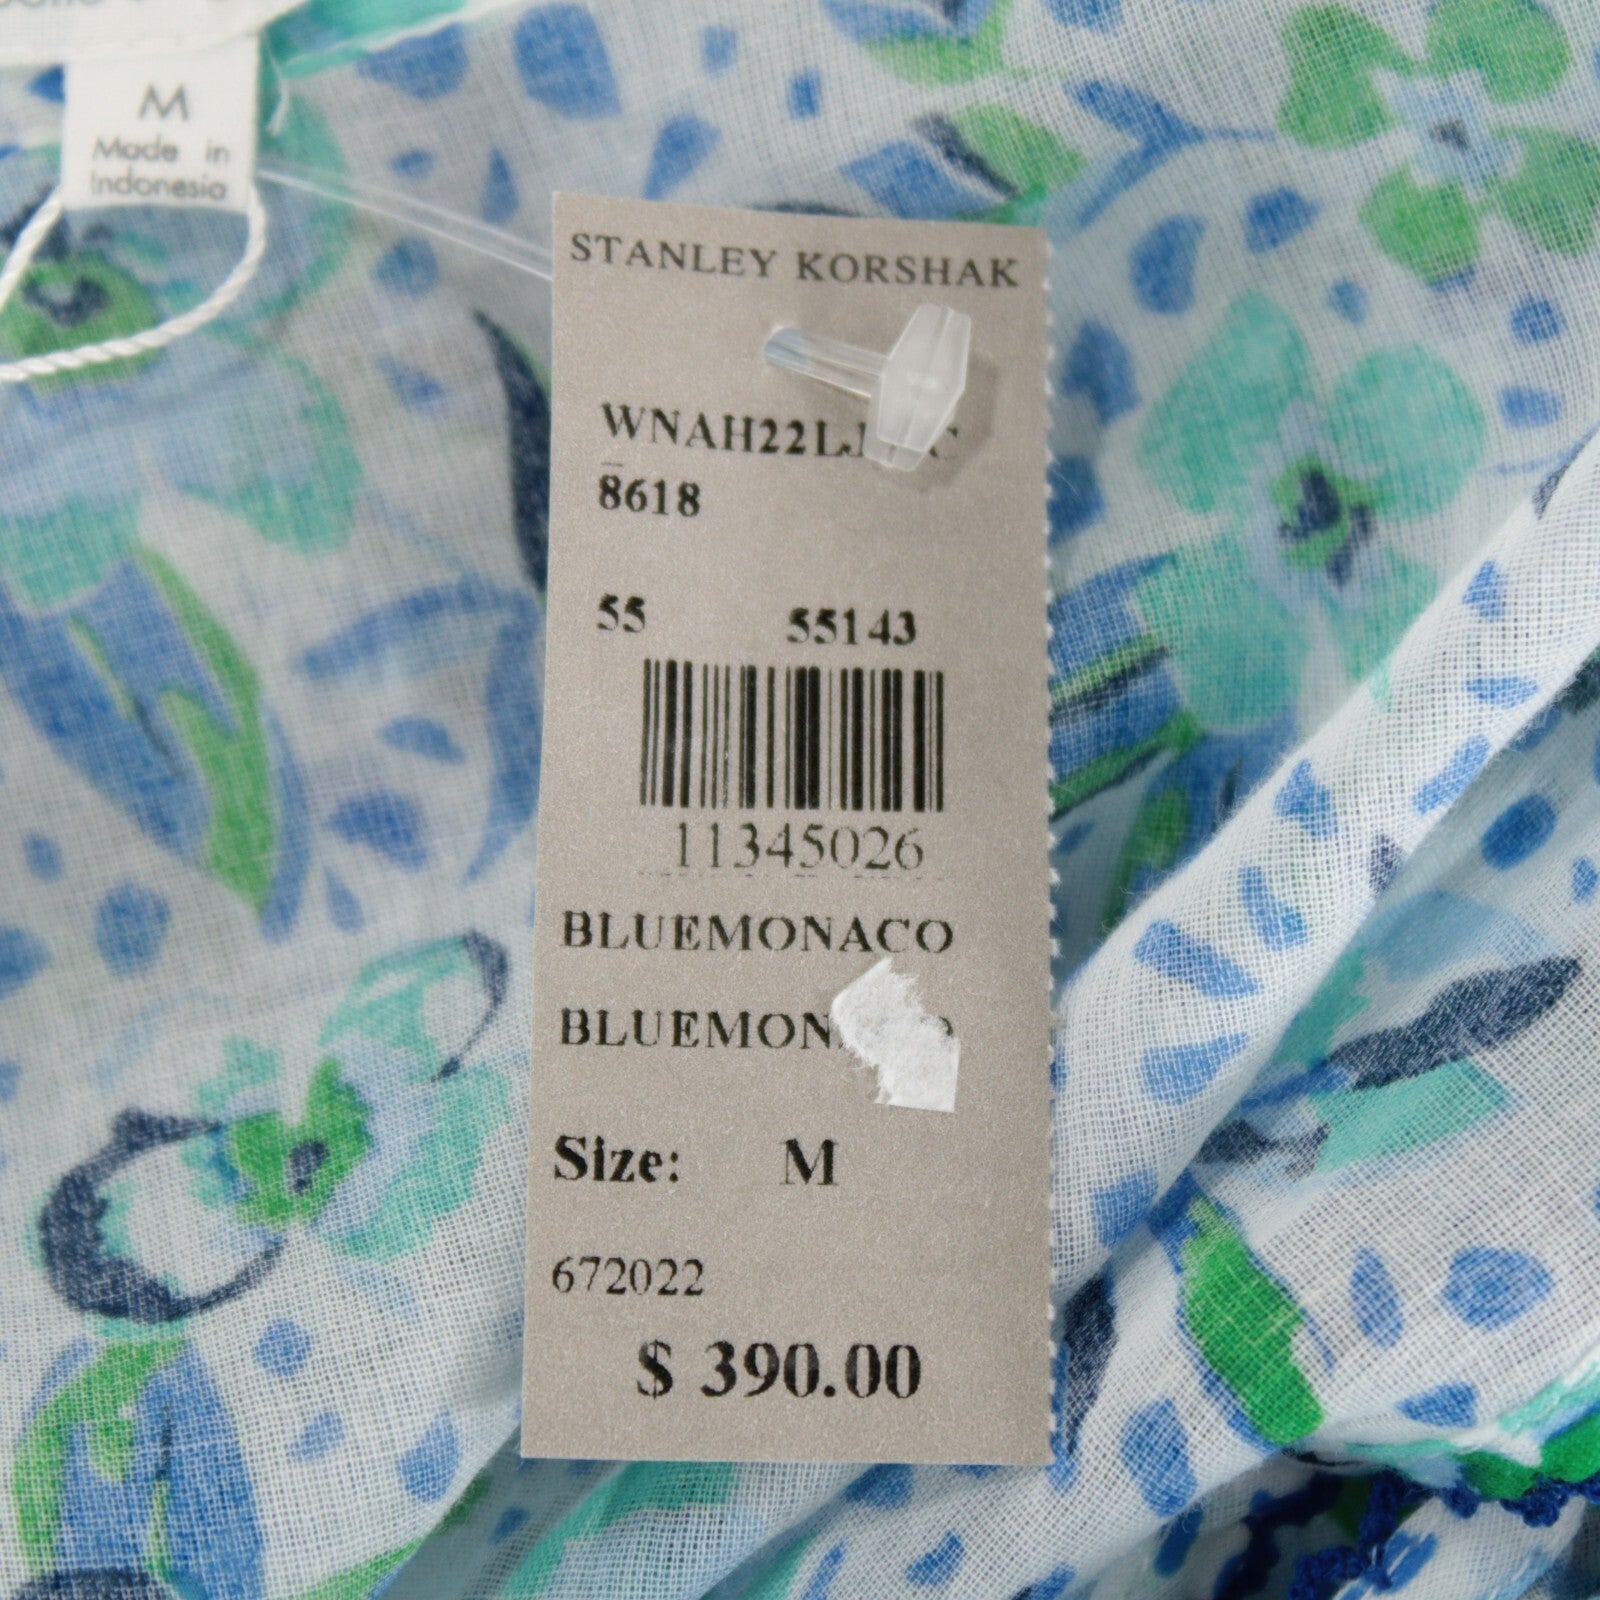 M
Made in
Indonesia
STANLEY KORSHAK
8618
55 55143
11345026
BLUEMONACO
Size: M
672022
$ 390.00